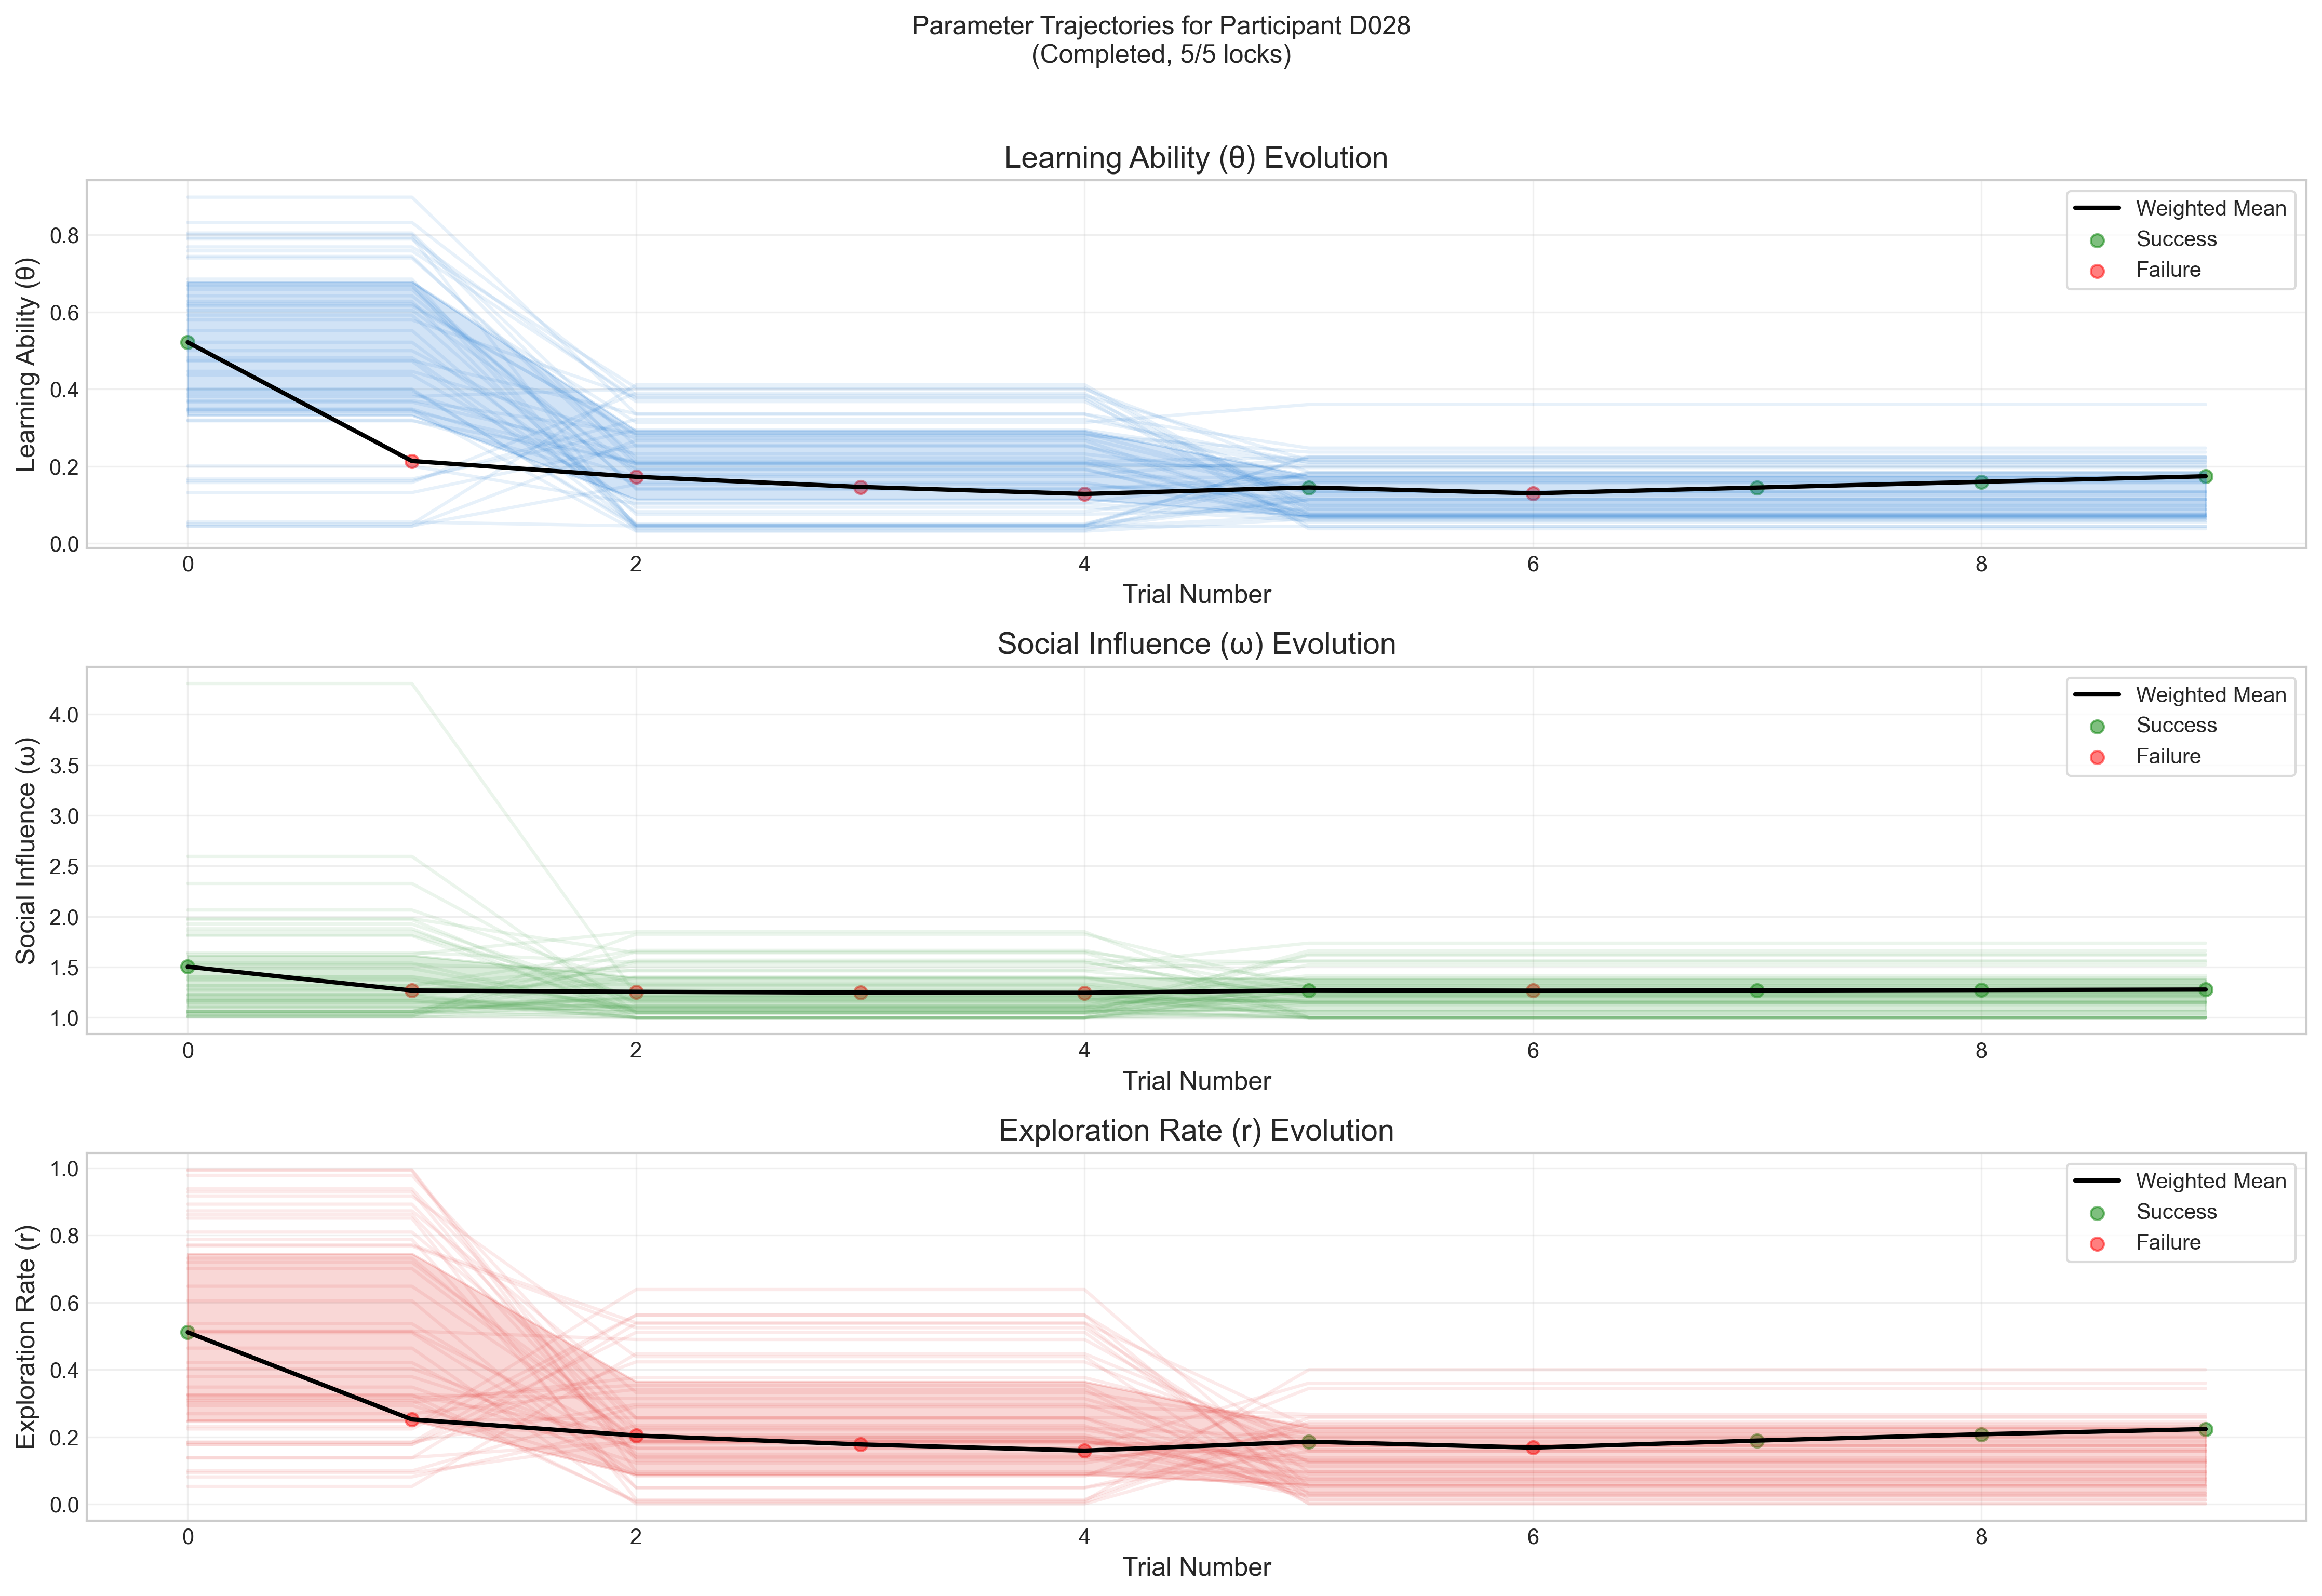 Parameter Trajectories for Participant D028
(Completed, 5/5 locks)
Learning Ability (θ) Evolution
Learning Ability (θ)
0.8
0.6
0.4
0.2
0.0
0 2 4 6 8
Trial Number
Weighted Mean
Success
Failure
Social Influence (ω) Evolution
Social Influence (ω)
4.0
3.5
3.0
2.5
2.0
1.5
1.0
0 2 4 6 8
Trial Number
Weighted Mean
Success
Failure
Exploration Rate (r) Evolution
Exploration Rate (r)
1.0
0.8
0.6
0.4
0.2
0.0
0 2 4 6 8
Trial Number
Weighted Mean
Success
Failure